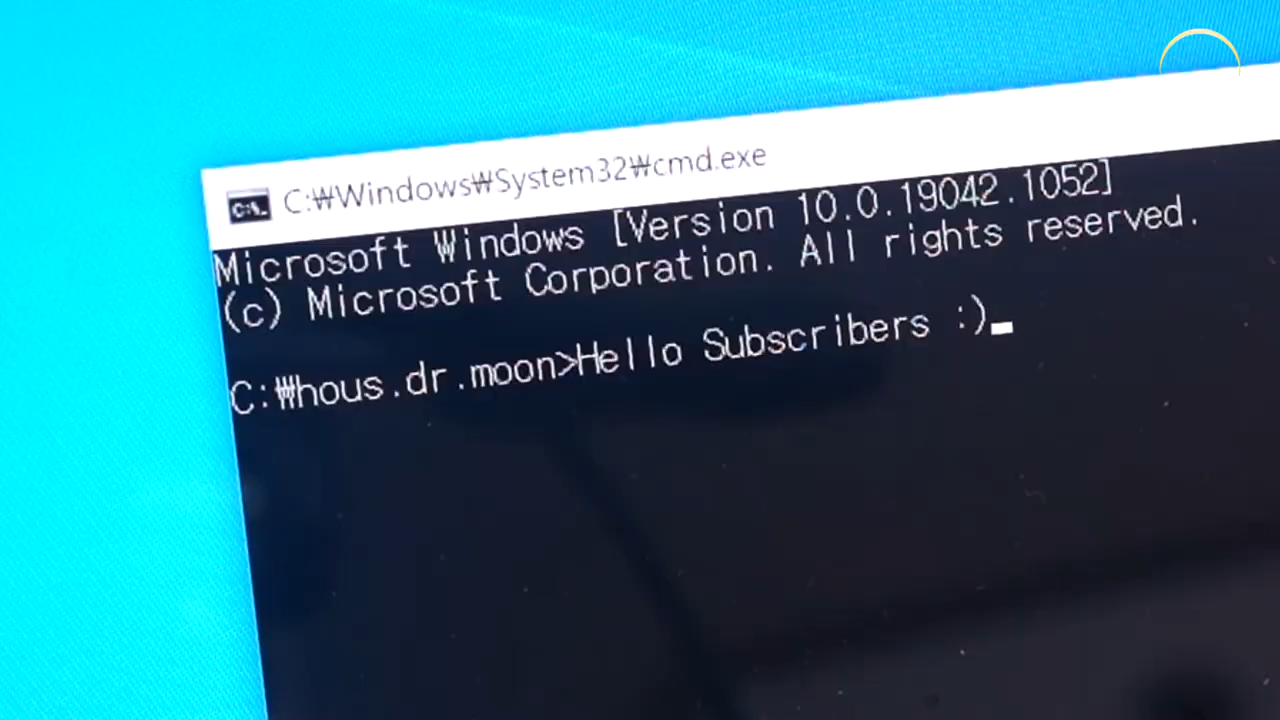 C:₩Windows₩System32₩cmd.exe
Microsoft Windows [Version 10.0.19042.1052]
(c) Microsoft Corporation. All rights reserved.
C:₩hous.dr.moon>Hello Subscribers :)